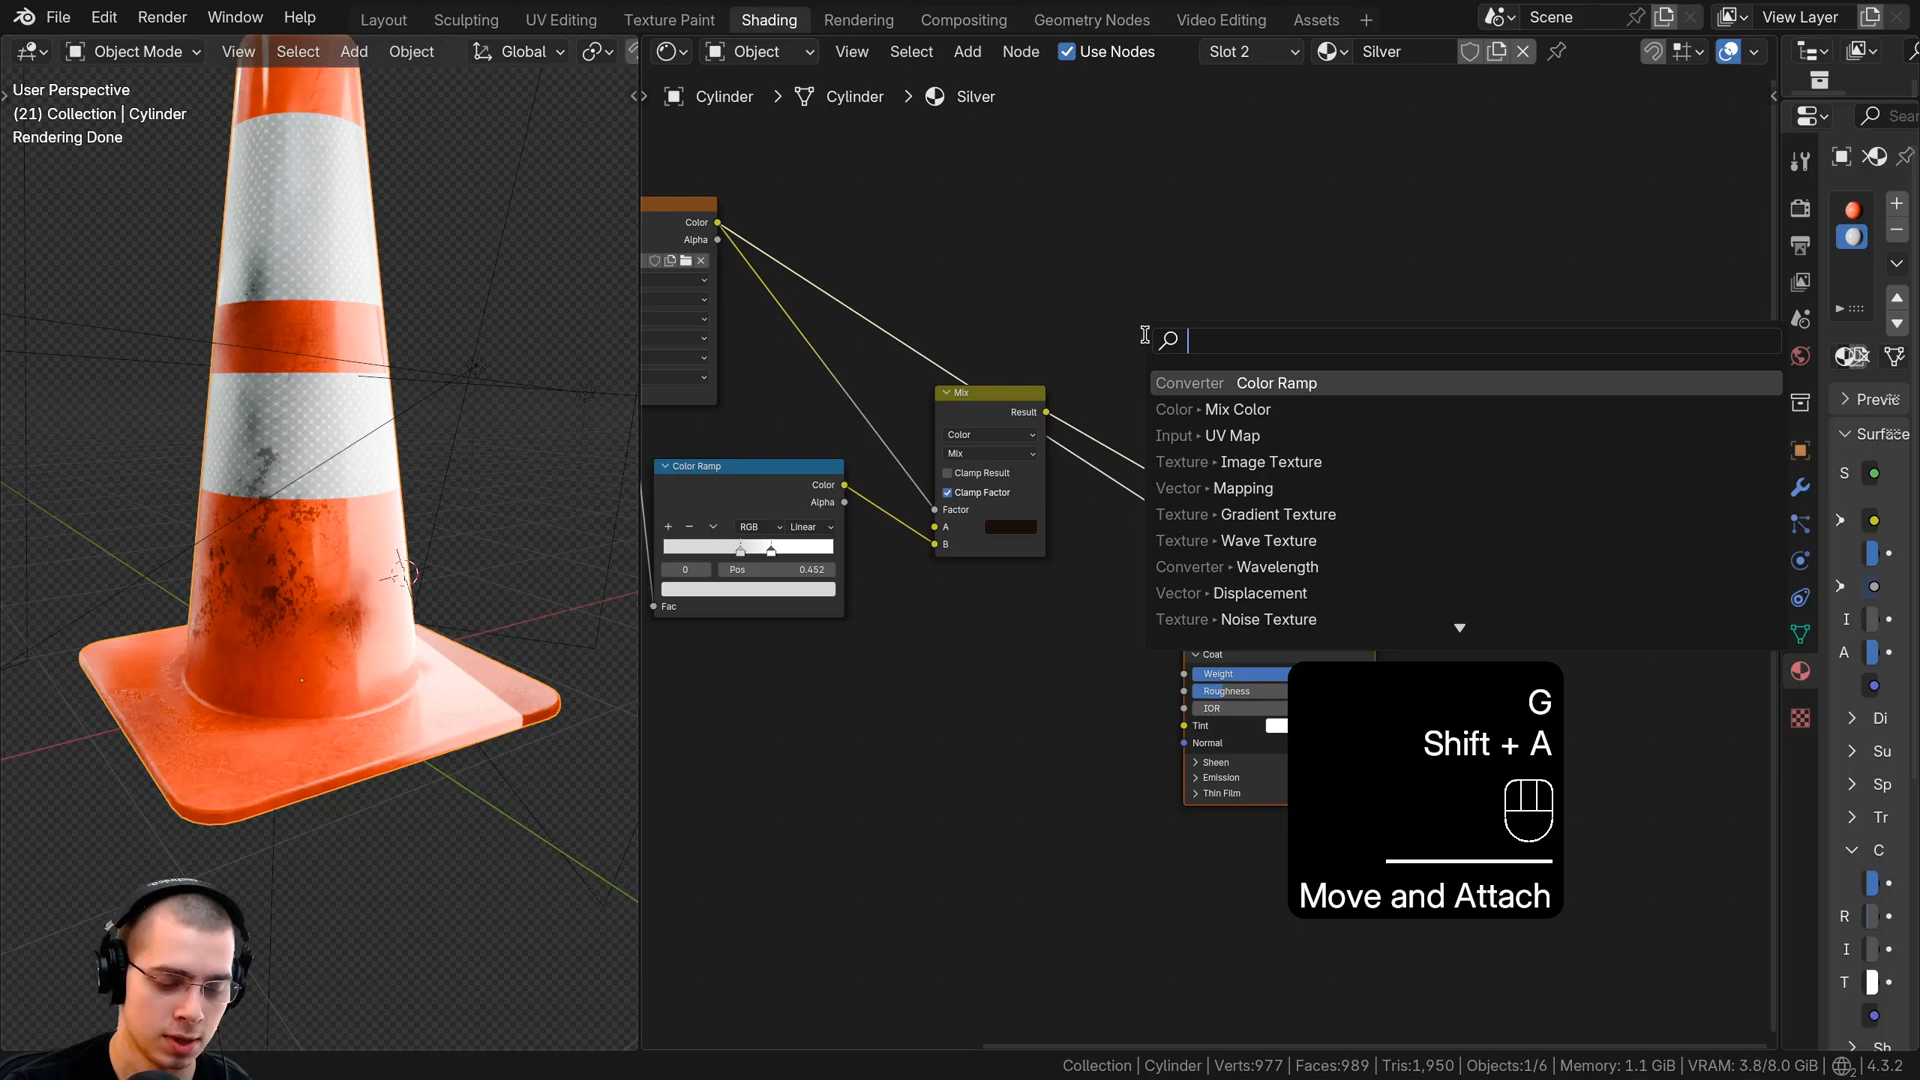 File Edit Render Window Help Layout Sculpting UV Editing Texture Paint Shading Rendering Compositing Geometry Nodes Video Editing Assets Scene View Layer
Object Mode View Select Add Object Global
Object View Select Add Node Use Nodes Slot 2 Silver
User Perspective
(21) Collection | Cylinder
Rendering Done
Cylinder Cylinder Silver
Color
Alpha
Color Ramp
Color
Alpha
RGB Linear
0 Pos 0.452
Fac
Mix
Result
Color
Mix
Clamp Result
Clamp Factor
Factor
A
B
Converter Color Ramp
Color Mix Color
Input UV Map
Texture Image Texture
Vector Mapping
Texture Gradient Texture
Texture Wave Texture
Converter Wavelength
Vector Displacement
Texture Noise Texture
Coat
Weight
Roughness
IOR
Tint
Normal
Sheen
Emission
Thin Film
G
Shift + A
Move and Attach
Sear
Surface
S
I
A
Di
Su
Sp
Tr
C
R
I
T
Sh
Collection | Cylinder | Verts:977 | Faces:989 | Tris:1,950 | Objects:1/6 | Memory: 1.1 GiB | VRAM: 3.8/8.0 GiB | 4.3.2